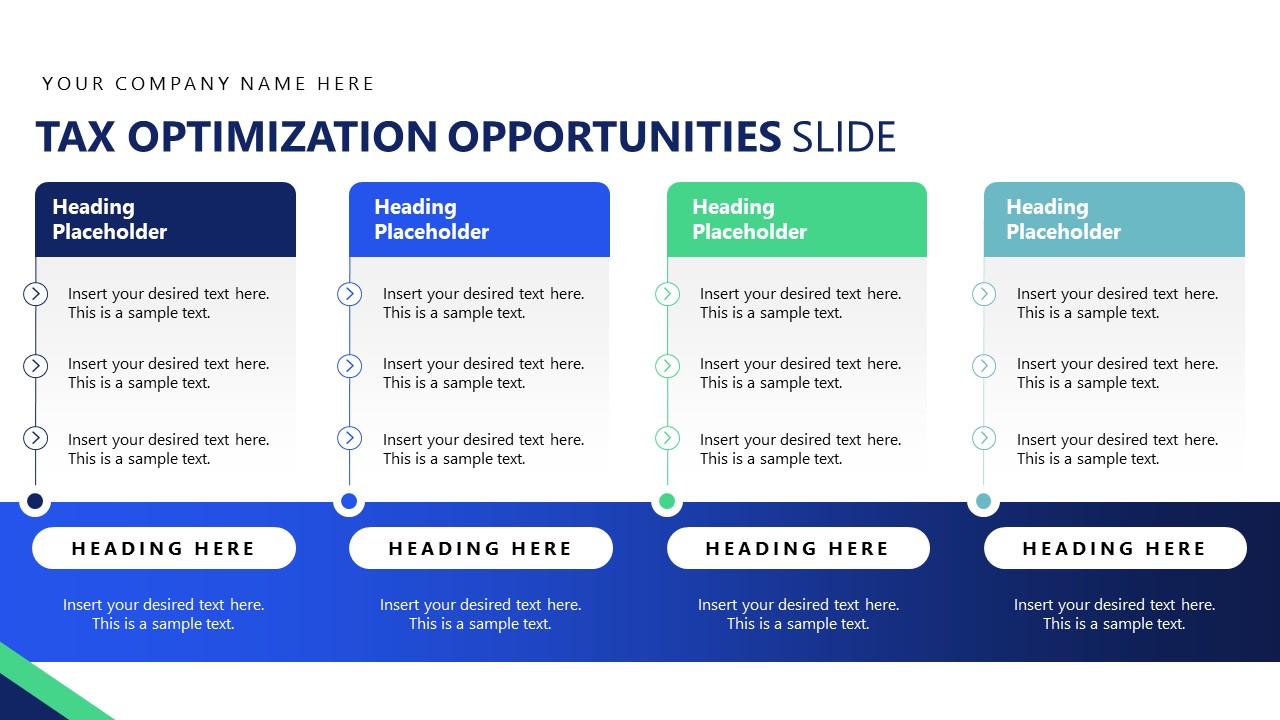 YOUR COMPANY NAME HERE
TAX OPTIMIZATION OPPORTUNITIES SLIDE
Heading
Placeholder
Insert your desired text here.
This is a sample text.
Insert your desired text here.
This is a sample text.
Insert your desired text here.
This is a sample text.
HEADING HERE
Insert your desired text here.
This is a sample text.
Heading
Placeholder
Insert your desired text here.
This is a sample text.
Insert your desired text here.
This is a sample text.
Insert your desired text here.
This is a sample text.
HEADING HERE
Insert your desired text here.
This is a sample text.
Heading
Placeholder
Insert your desired text here.
This is a sample text.
Insert your desired text here.
This is a sample text.
Insert your desired text here.
This is a sample text.
HEADING HERE
Insert your desired text here.
This is a sample text.
Heading
Placeholder
Insert your desired text here.
This is a sample text.
Insert your desired text here.
This is a sample text.
Insert your desired text here.
This is a sample text.
HEADING HERE
Insert your desired text here.
This is a sample text.